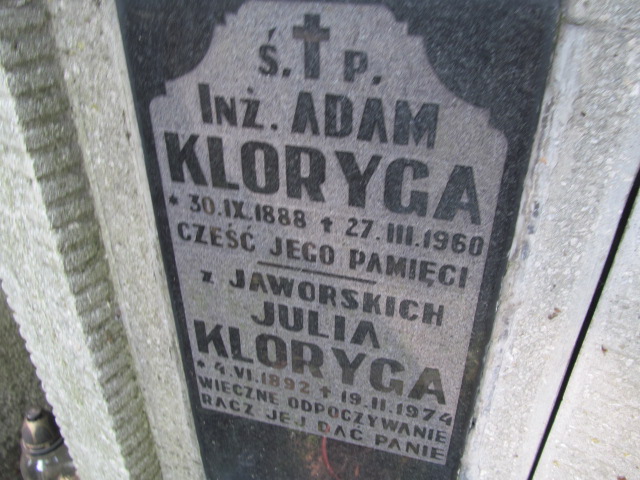 Ś. P.
INŻ. ADAM
KLORYGA
* 30.IX.1888 † 27.III.1960
CZEŚĆ JEGO PAMIĘCI
z JAWORSKICH
JULIA
KLORYGA
* 4.VI.1892 † 19.II.1974
WIECZNE ODPOCZYWANIE
RACZ JEJ DAĆ PANIE